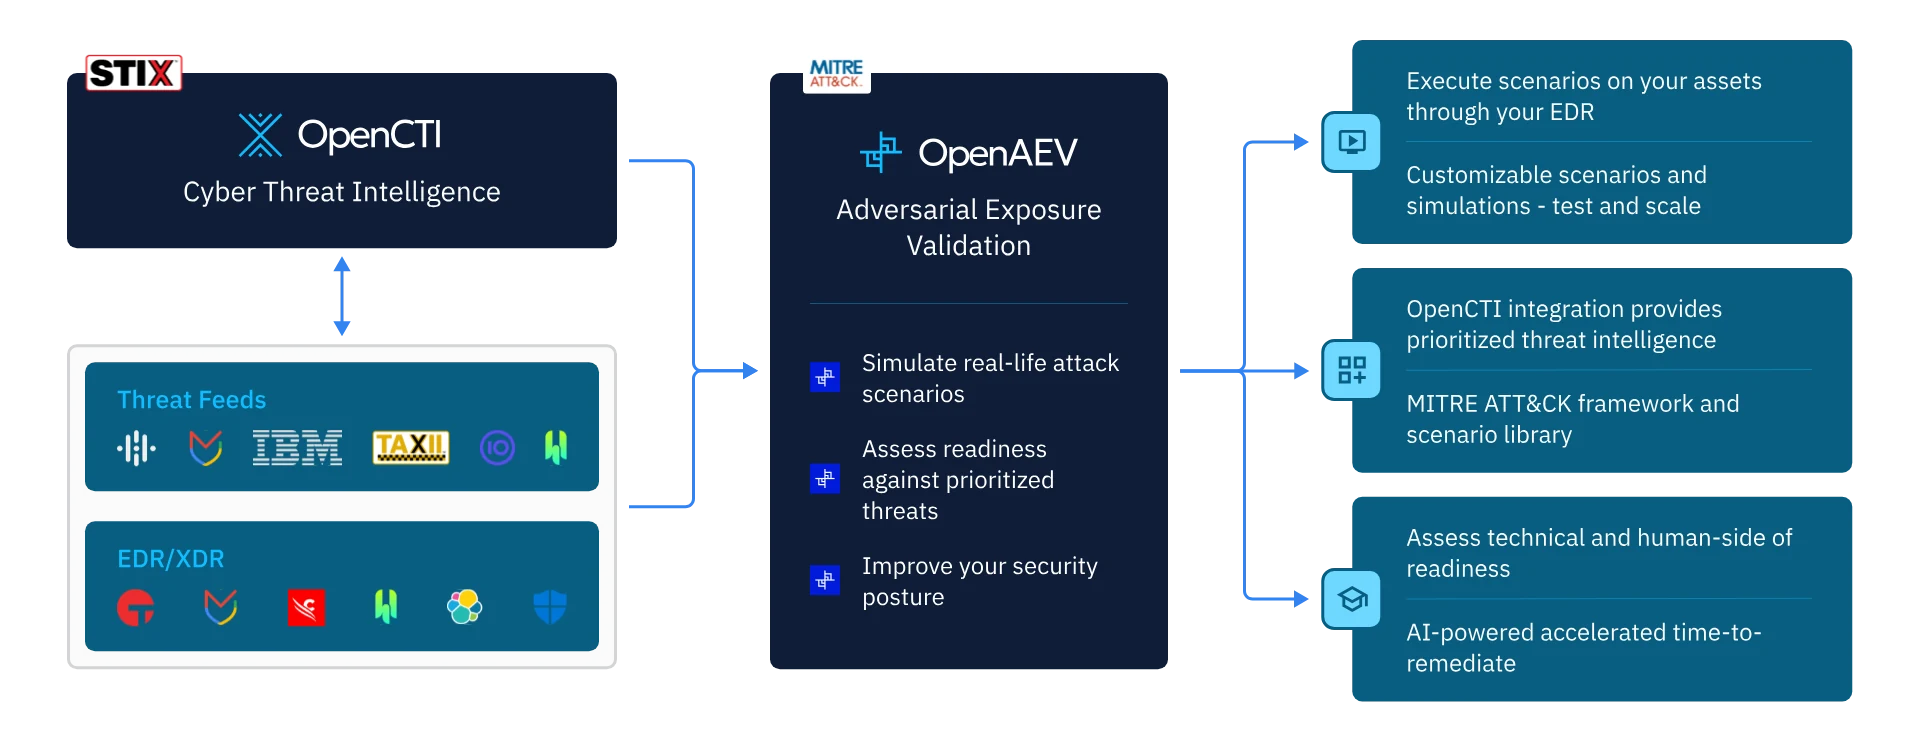 STIX
OpenCTI
Cyber Threat Intelligence
Threat Feeds
IBM
TAXII
IO
EDR/XDR
MITRE
ATT&CK
OpenAEV
Adversarial Exposure
Validation
Simulate real-life attack
scenarios
Assess readiness
against prioritized
threats
Improve your security
posture
Execute scenarios on your assets
through your EDR
Customizable scenarios and
simulations - test and scale
OpenCTI integration provides
prioritized threat intelligence
MITRE ATT&CK framework and
scenario library
Assess technical and human-side of
readiness
AI-powered accelerated time-to-
remediate